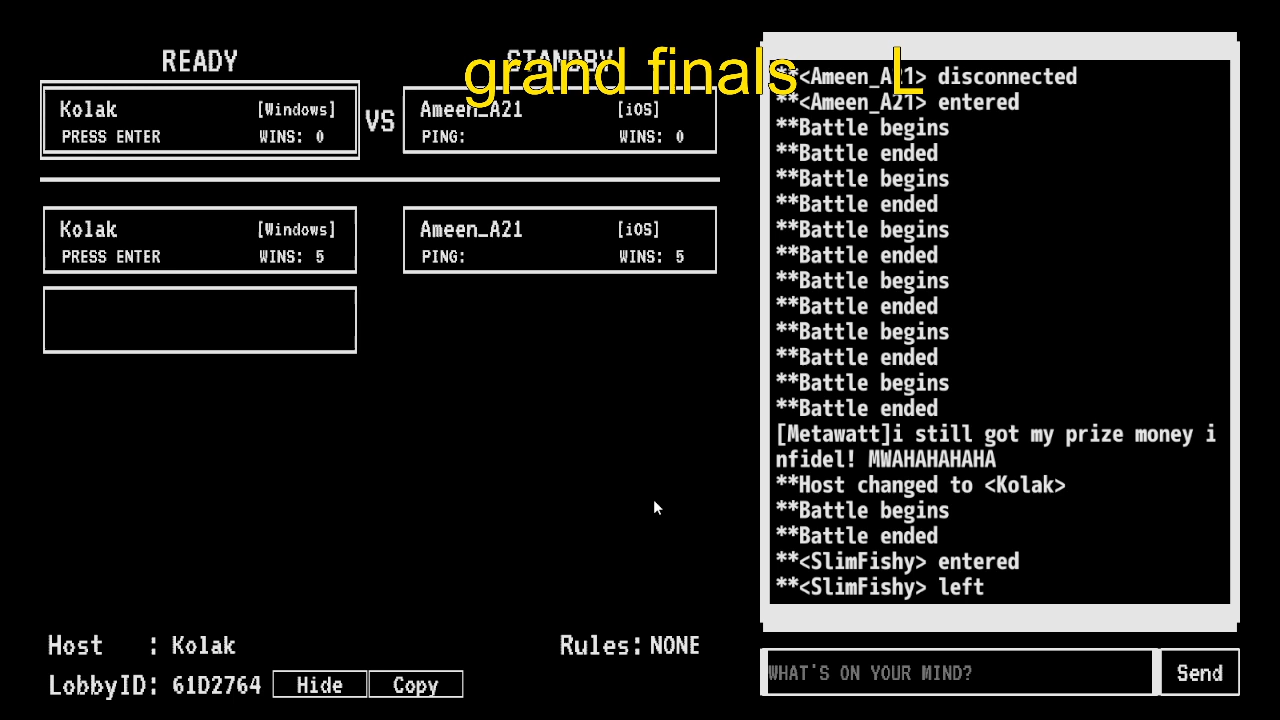 grand finals L
READY
STANDBY
Kolak [Windows]
PRESS ENTER WINS: 0
VS
Ameen_A21 [iOS]
PING: WINS: 0
Kolak [Windows]
PRESS ENTER WINS: 5
Ameen_A21 [iOS]
PING: WINS: 5
Host : Kolak
Rules: NONE
LobbyID: 61D2764 Hide Copy
**<Ameen_A21> disconnected
**<Ameen_A21> entered
**Battle begins
**Battle ended
**Battle begins
**Battle ended
**Battle begins
**Battle ended
**Battle begins
**Battle ended
**Battle begins
**Battle ended
**Battle begins
**Battle ended
[Metawatt]i still got my prize money i
nfidel! MWAHAHAHAHA
**Host changed to <Kolak>
**Battle begins
**Battle ended
**<SlimFishy> entered
**<SlimFishy> left
WHAT'S ON YOUR MIND? Send